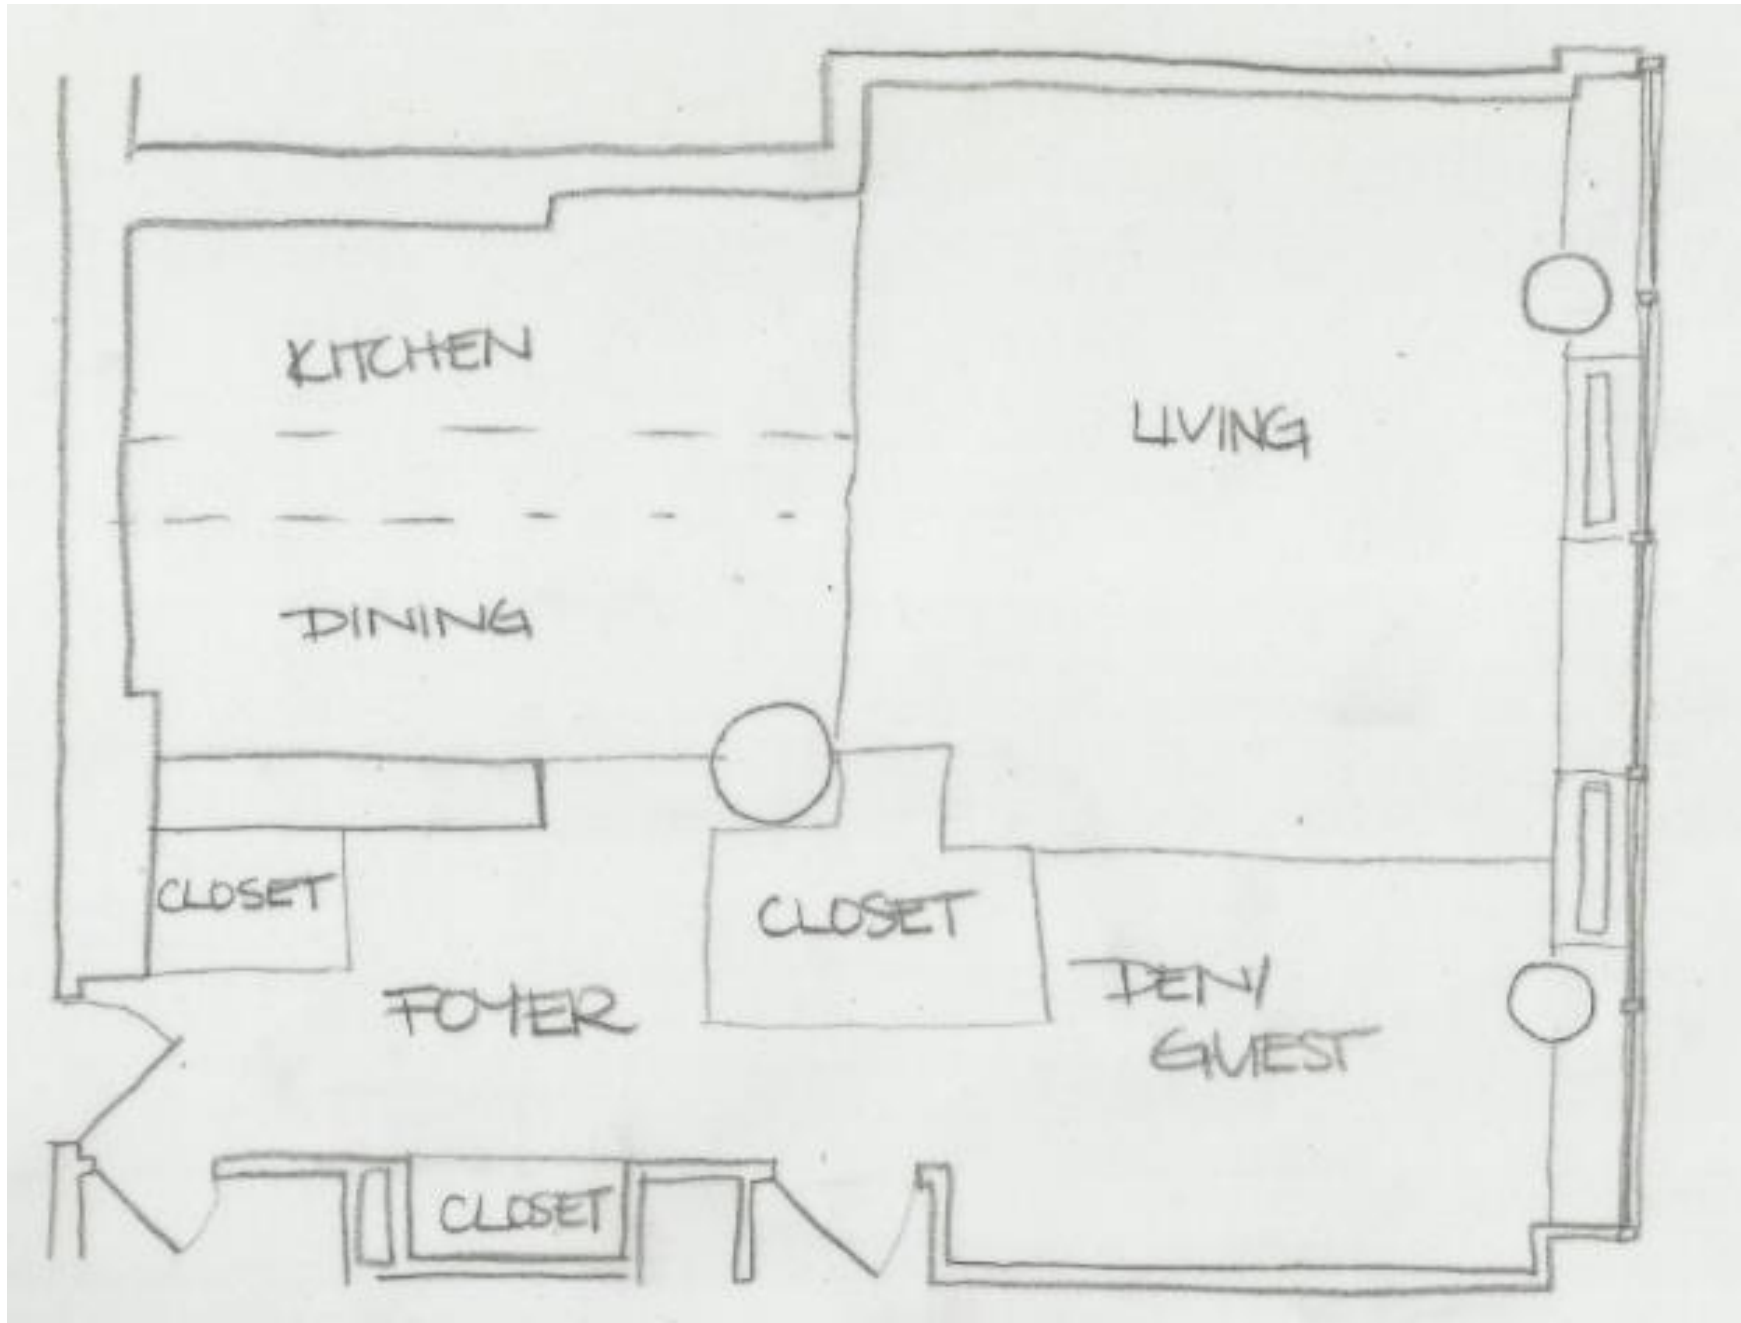 KITCHEN
LIVING
DINING
CLOSET
CLOSET
FOYER
DEN/
GUEST
CLOSET